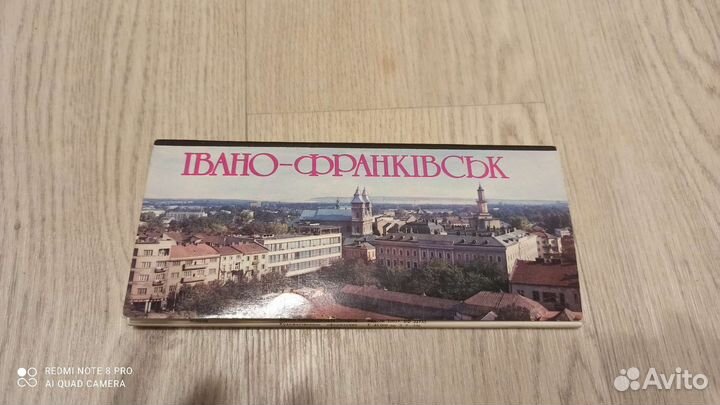 ІВАНО-ФРАНКІВСЬК
REDMI NOTE 8 PRO
AI QUAD CAMERA
Avito